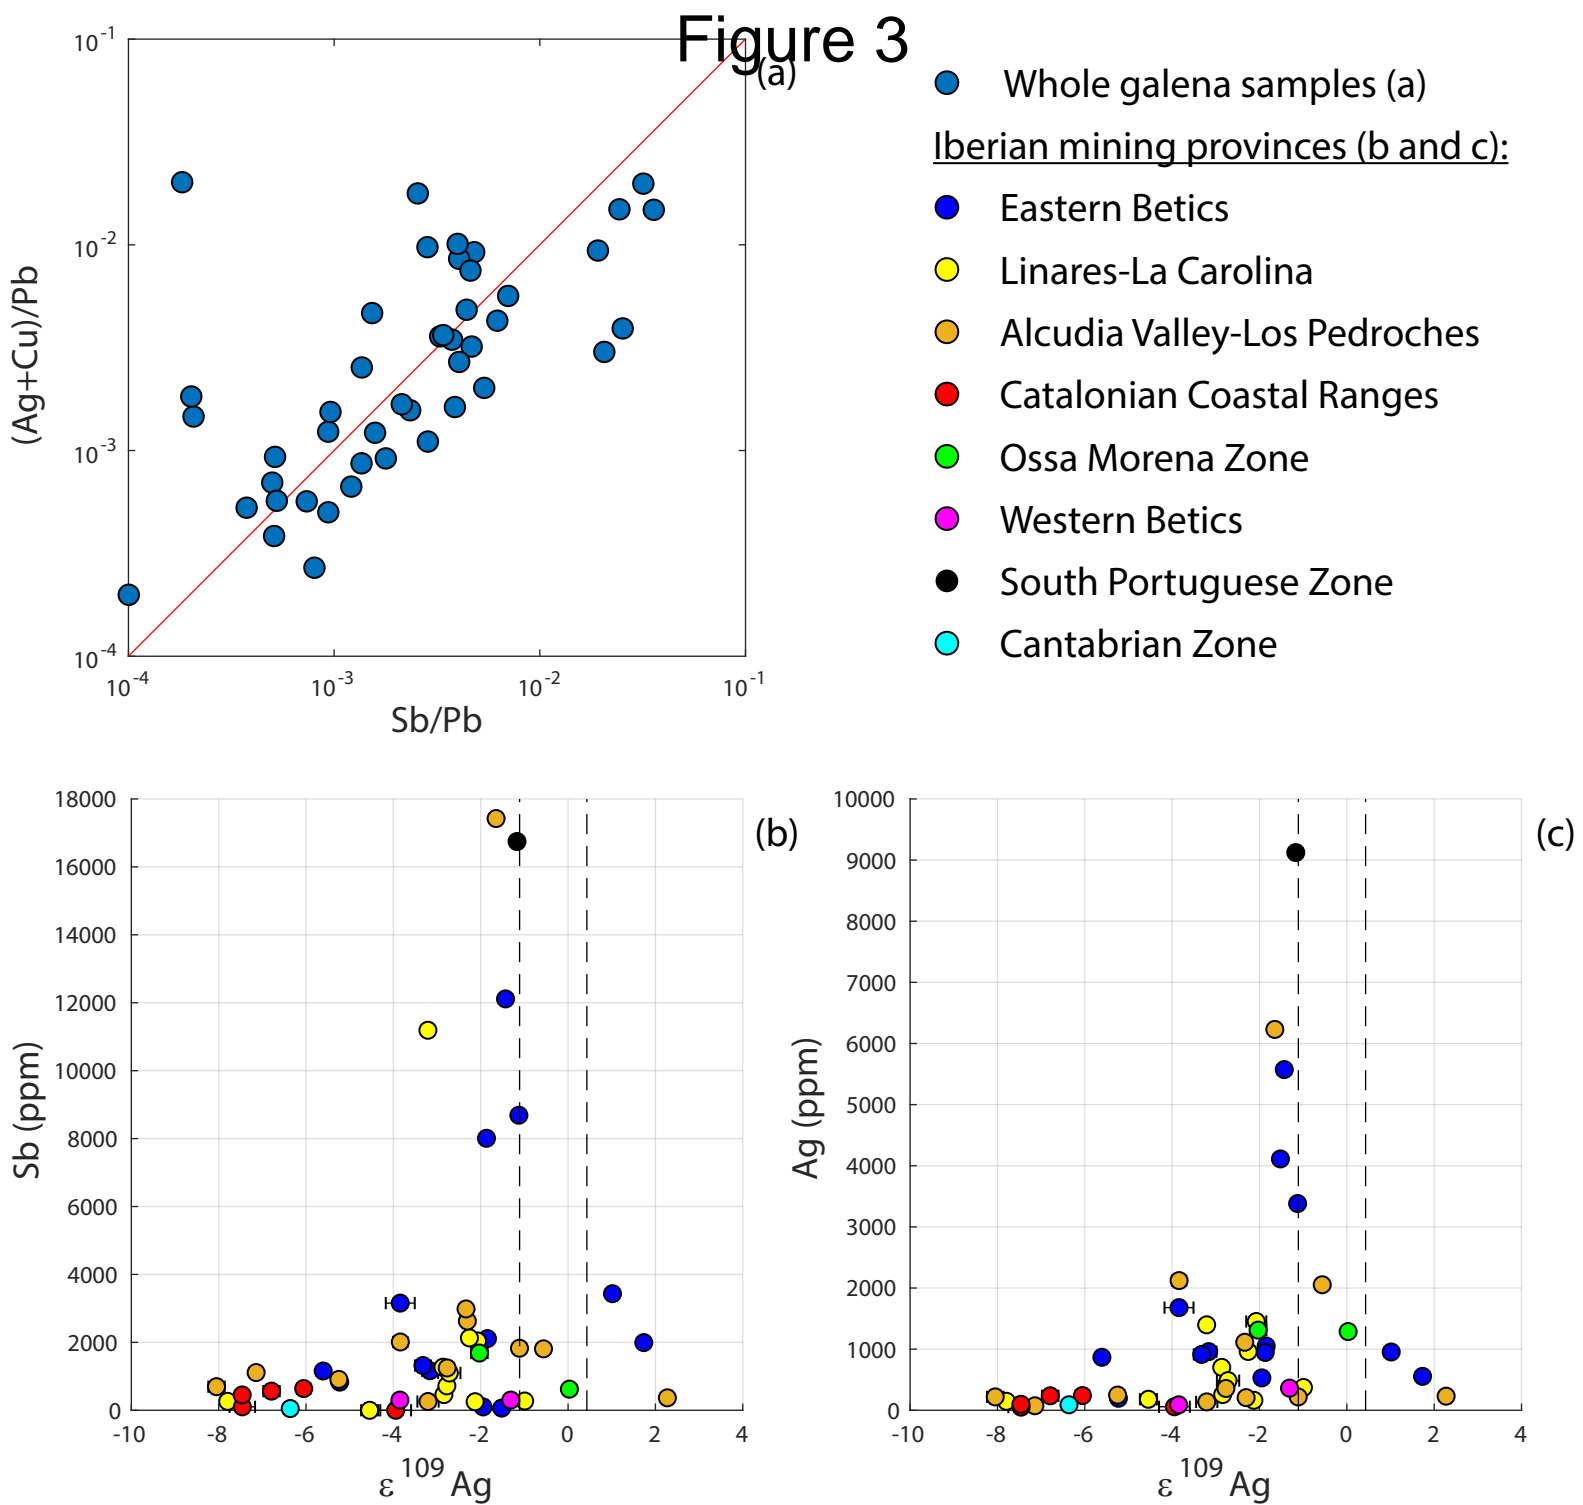 Figure 3
(a)
10-1
10-2
10-3
10-4
(Ag+Cu)/Pb
10-4
10-3
10-2
10-1
Sb/Pb
Whole galena samples (a)
Iberian mining provinces (b and c):
Eastern Betics
Linares-La Carolina
Alcudia Valley-Los Pedroches
Catalonian Coastal Ranges
Ossa Morena Zone
Western Betics
South Portuguese Zone
Cantabrian Zone
(b)
18000
16000
14000
12000
10000
8000
6000
4000
2000
0
Sb (ppm)
-10
-8
-6
-4
-2
0
2
4
ε 109 Ag
(c)
10000
9000
8000
7000
6000
5000
4000
3000
2000
1000
0
Ag (ppm)
-10
-8
-6
-4
-2
0
2
4
ε 109 Ag